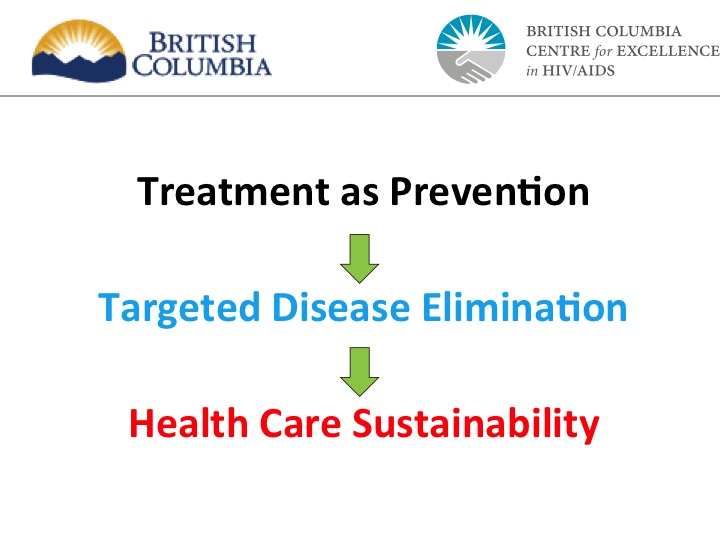 BRITISH
COLUMBIA
BRITISH COLUMBIA
CENTRE for EXCELLENCE
in HIV/AIDS
Treatment as Prevention
Targeted Disease Elimination
Health Care Sustainability